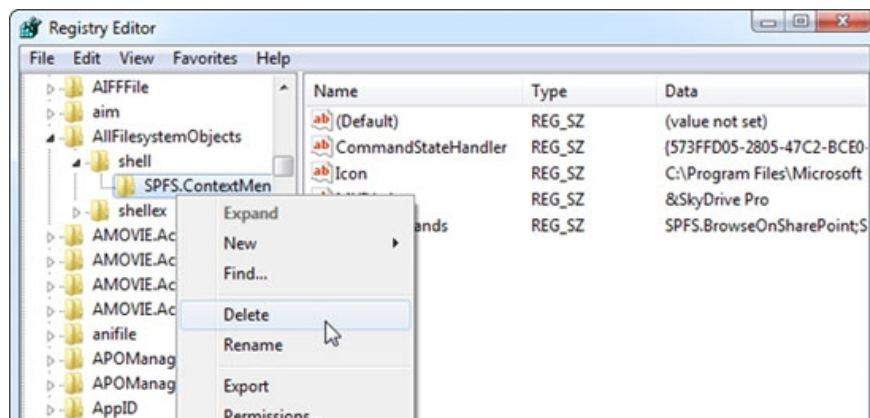 Registry Editor
File Edit View Favorites Help
AIFFFile
aim
AllFilesystemObjects
shell
SPFS.ContextMen
shellex
AMOVIE.Ac
AMOVIE.Ac
AMOVIE.Ac
AMOVIE.Ac
anifile
APOManag
APOManag
AppID
Name Type Data
(Default) REG_SZ (value not set)
CommandStateHandler REG_SZ {573FFD05-2805-47C2-BCE0-
Icon REG_SZ C:\Program Files\Microsoft
REG_SZ &SkyDrive Pro
ands REG_SZ SPFS.BrowseOnSharePoint;S
Expand
New
Find...
Delete
Rename
Export
Permissions...